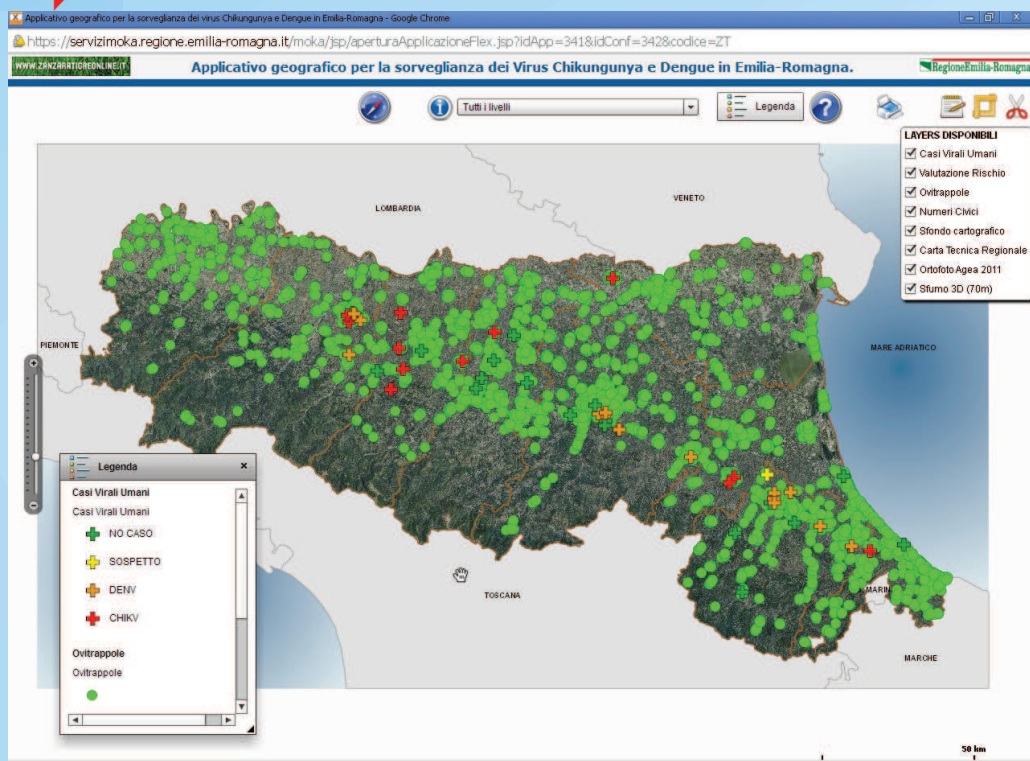 Applicativo geografico per la sorveglianza dei virus Chikungunya e Dengue in Emilia-Romagna - Google Chrome
https://servizimoka.regione.emilia-romagna.it/moka/jsp/aperturaApplicazioneFlex.jsp?idApp=341&idConf=342&codice=ZT
WWW.ZANZARATIGREONLINE.IT
Applicativo geografico per la sorveglianza dei Virus Chikungunya e Dengue in Emilia-Romagna.
RegioneEmilia-Romagna
Tutti i livelli
Legenda
LAYERS DISPONIBILI
Casi Virali Umani
Valutazione Rischio
Ovitrappole
Numeri Civici
Sfondo cartografico
Carta Tecnica Regionale
Ortofoto Agea 2011
Sfumo 3D (70m)
LOMBARDIA
VENETO
PIEMONTE
MARE ADRIATICO
TOSCANA
MARIN
MARCHE
Legenda
Casi Virali Umani
Casi Virali Umani
NO CASO
SOSPETTO
DENV
CHIKV
Ovitrappole
Ovitrappole
50 km